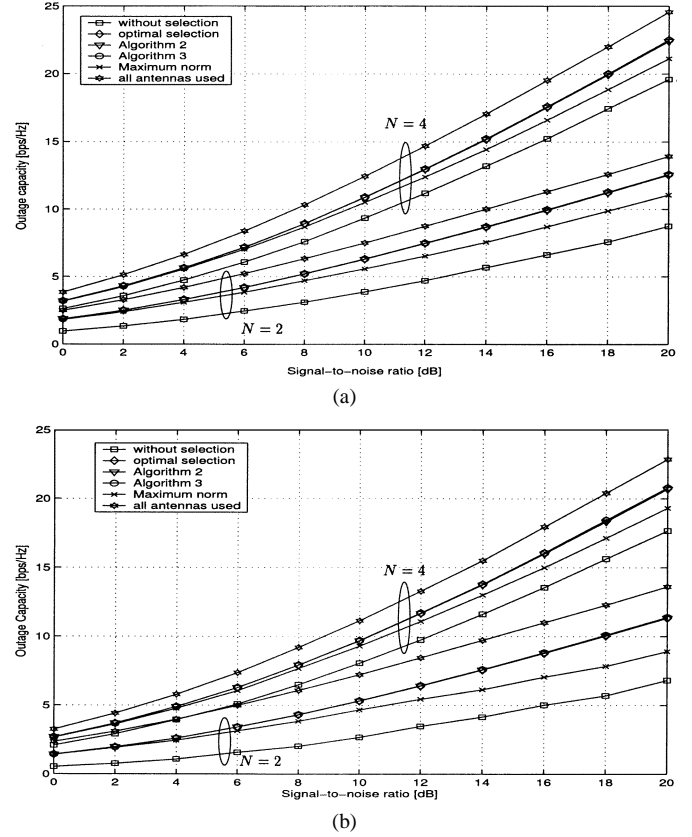 25
20
15
10
5
0
Outage capacity [bps/Hz]
without selection
optimal selection
Algorithm 2
Algorithm 3
Maximum norm
all antennas used
N = 4
N = 2
0 2 4 6 8 10 12 14 16 18 20
Signal−to−noise ratio [dB]
(a)
25
20
15
10
5
0
Outage Capacity [bps/Hz]
without selection
optimal selection
Algorithm 2
Algorithm 3
Maximum norm
all antennas used
N = 4
N = 2
0 2 4 6 8 10 12 14 16 18 20
Signal−to−noise ratio [dB]
(b)